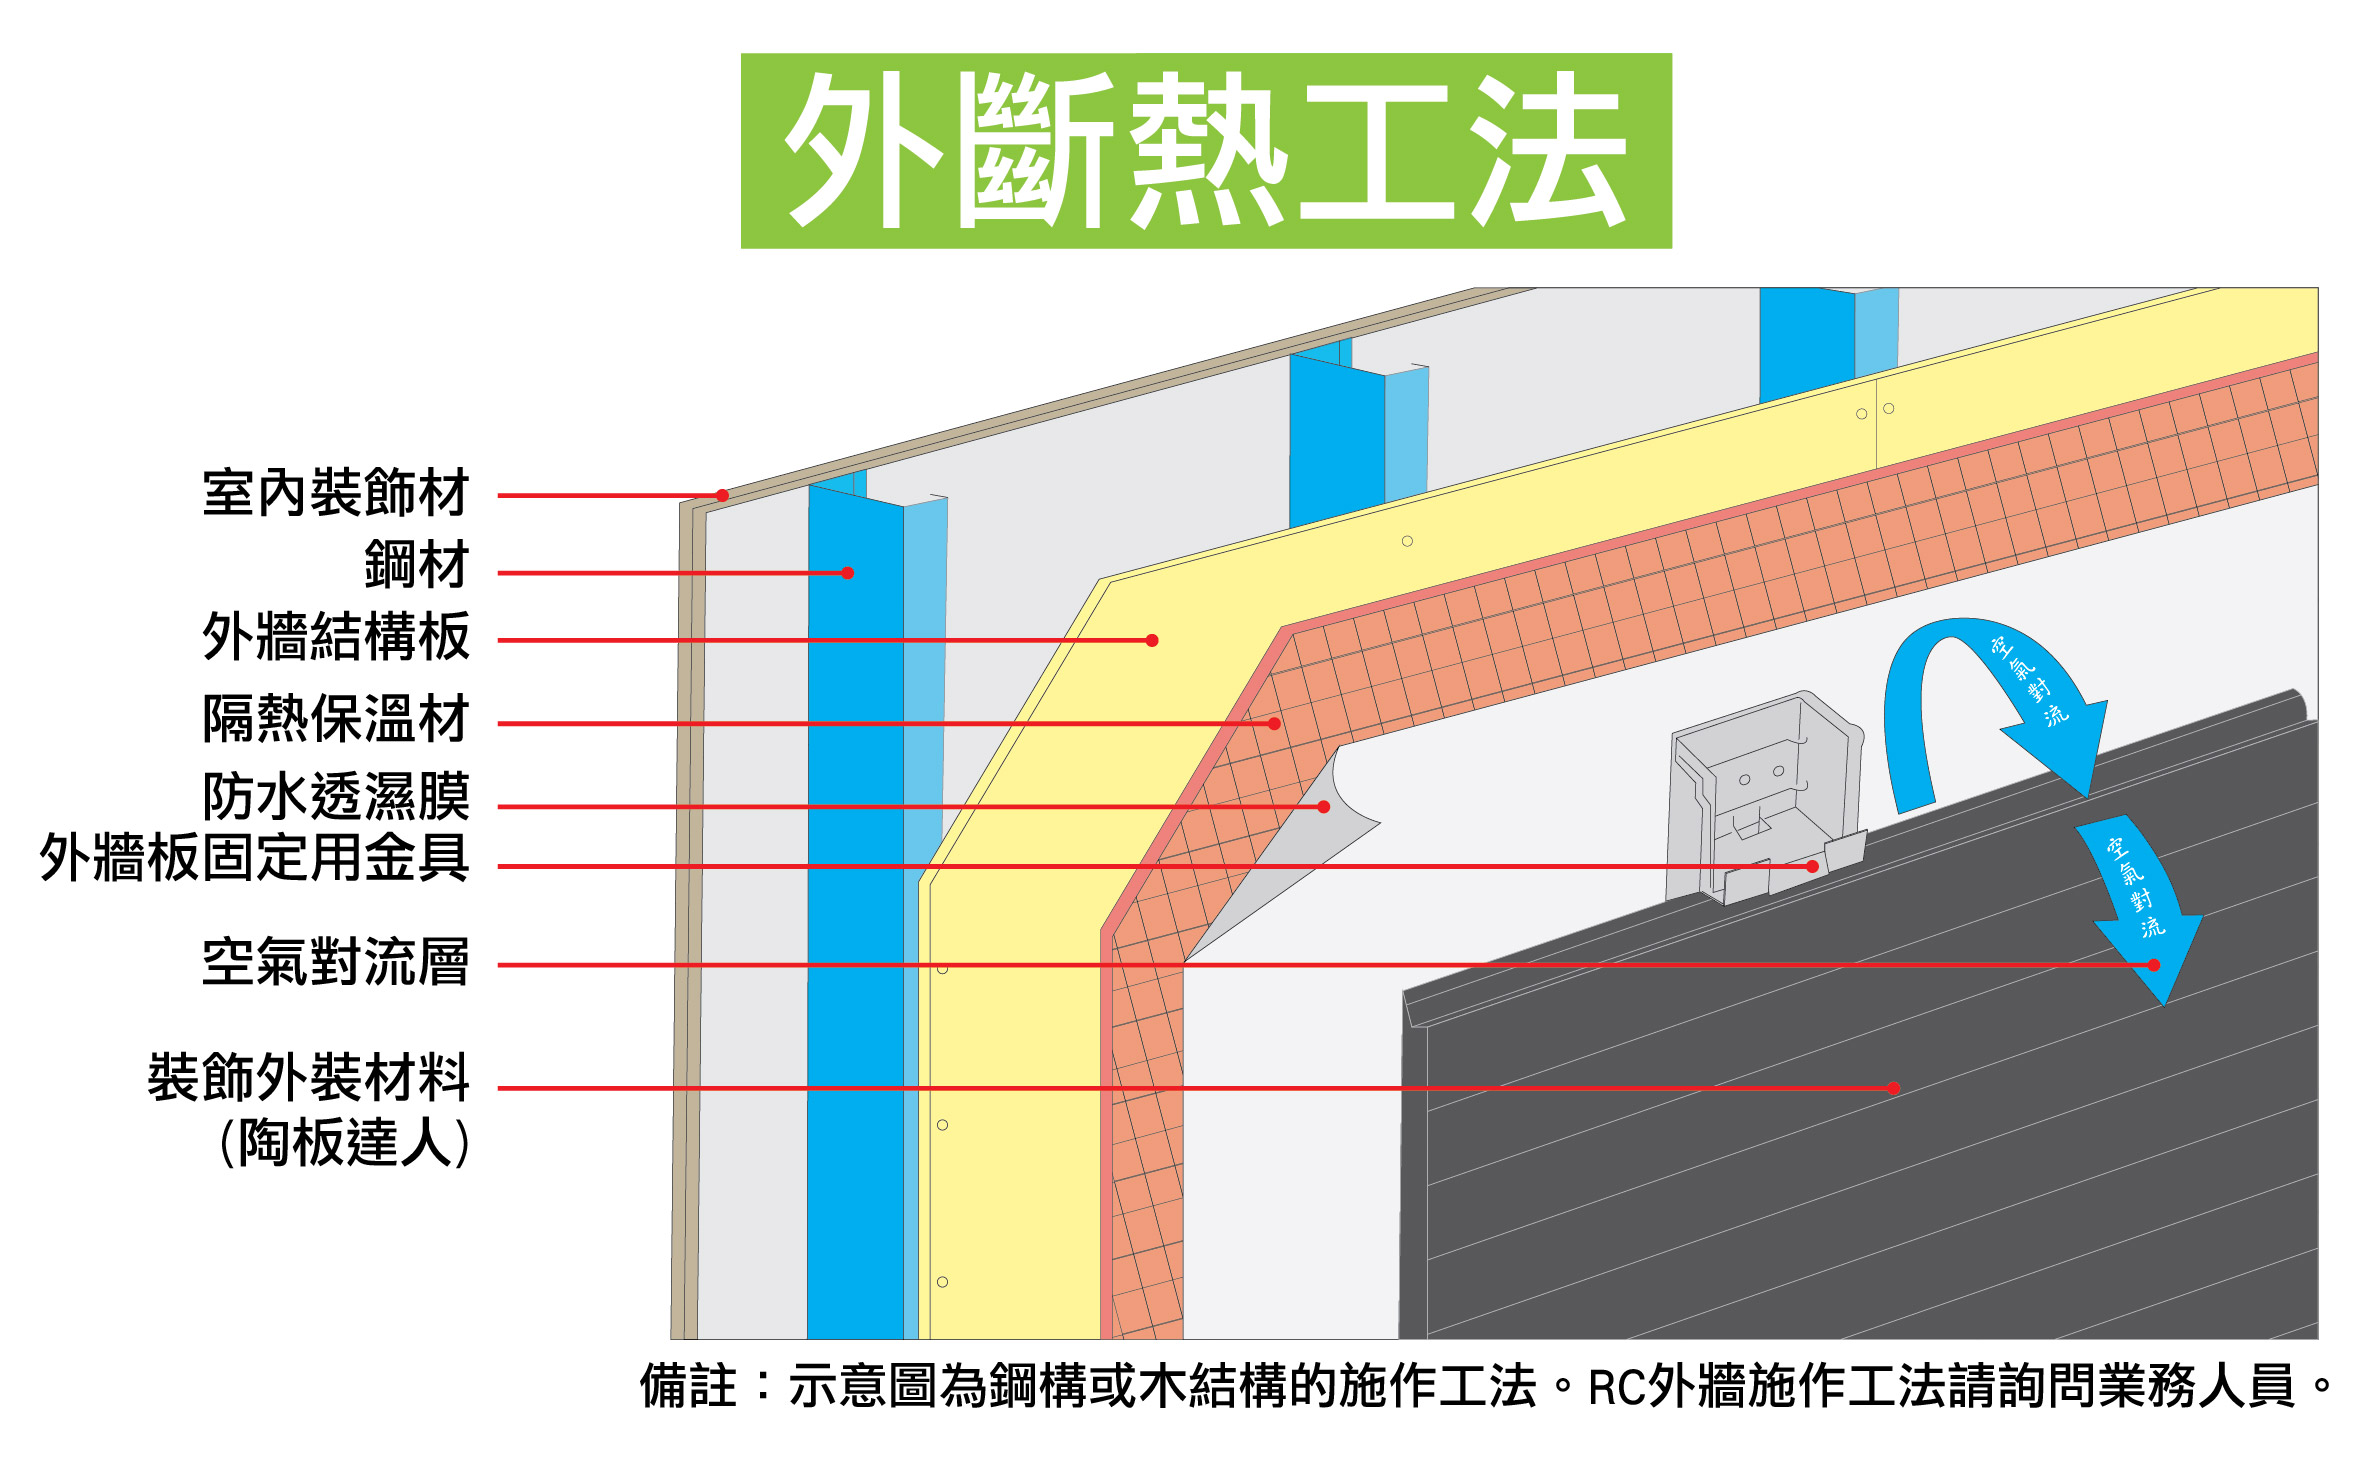 外斷熱工法
室內裝飾材
鋼材
外牆結構板
隔熱保溫材
防水透濕膜
外牆板固定用金具
空氣對流層
裝飾外裝材料
(陶板達人)
空氣對流
空氣對流
備註：示意圖為鋼構或木結構的施作工法。RC外牆施作工法請詢問業務人員。